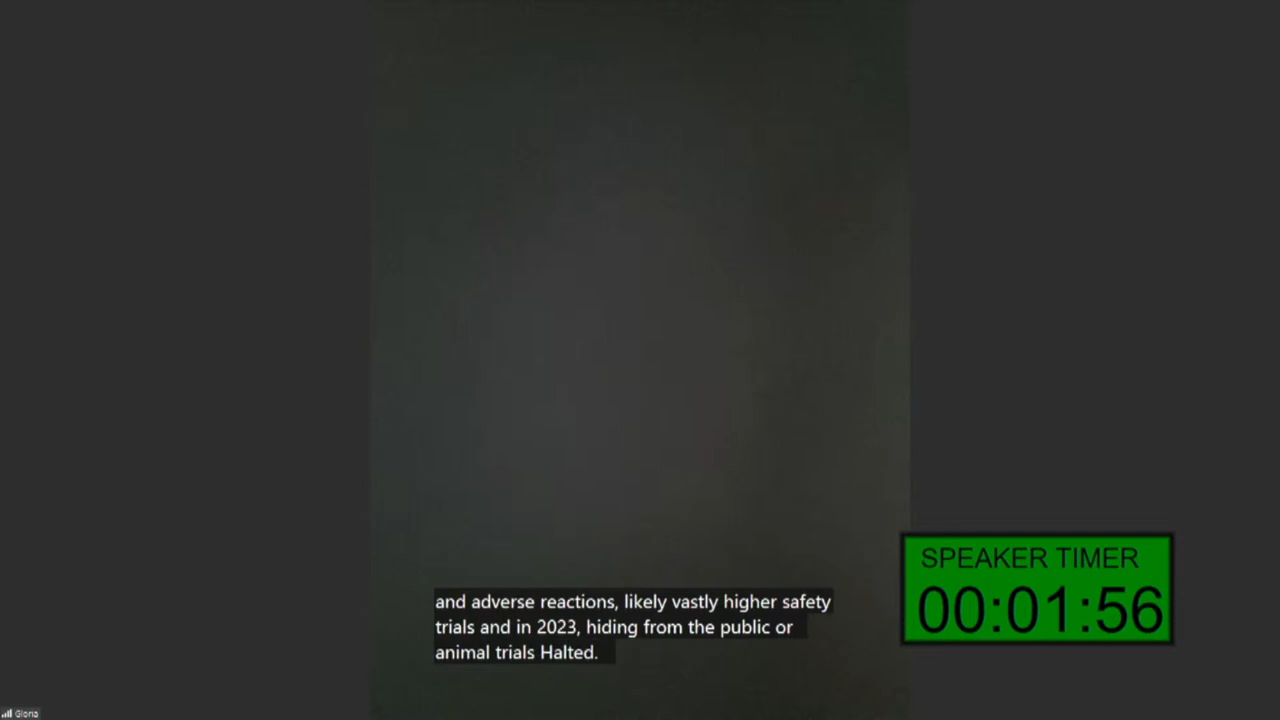 and adverse reactions, likely vastly higher safety
trials and in 2023, hiding from the public or
animal trials Halted.
SPEAKER TIMER
00:01:56
Gloria